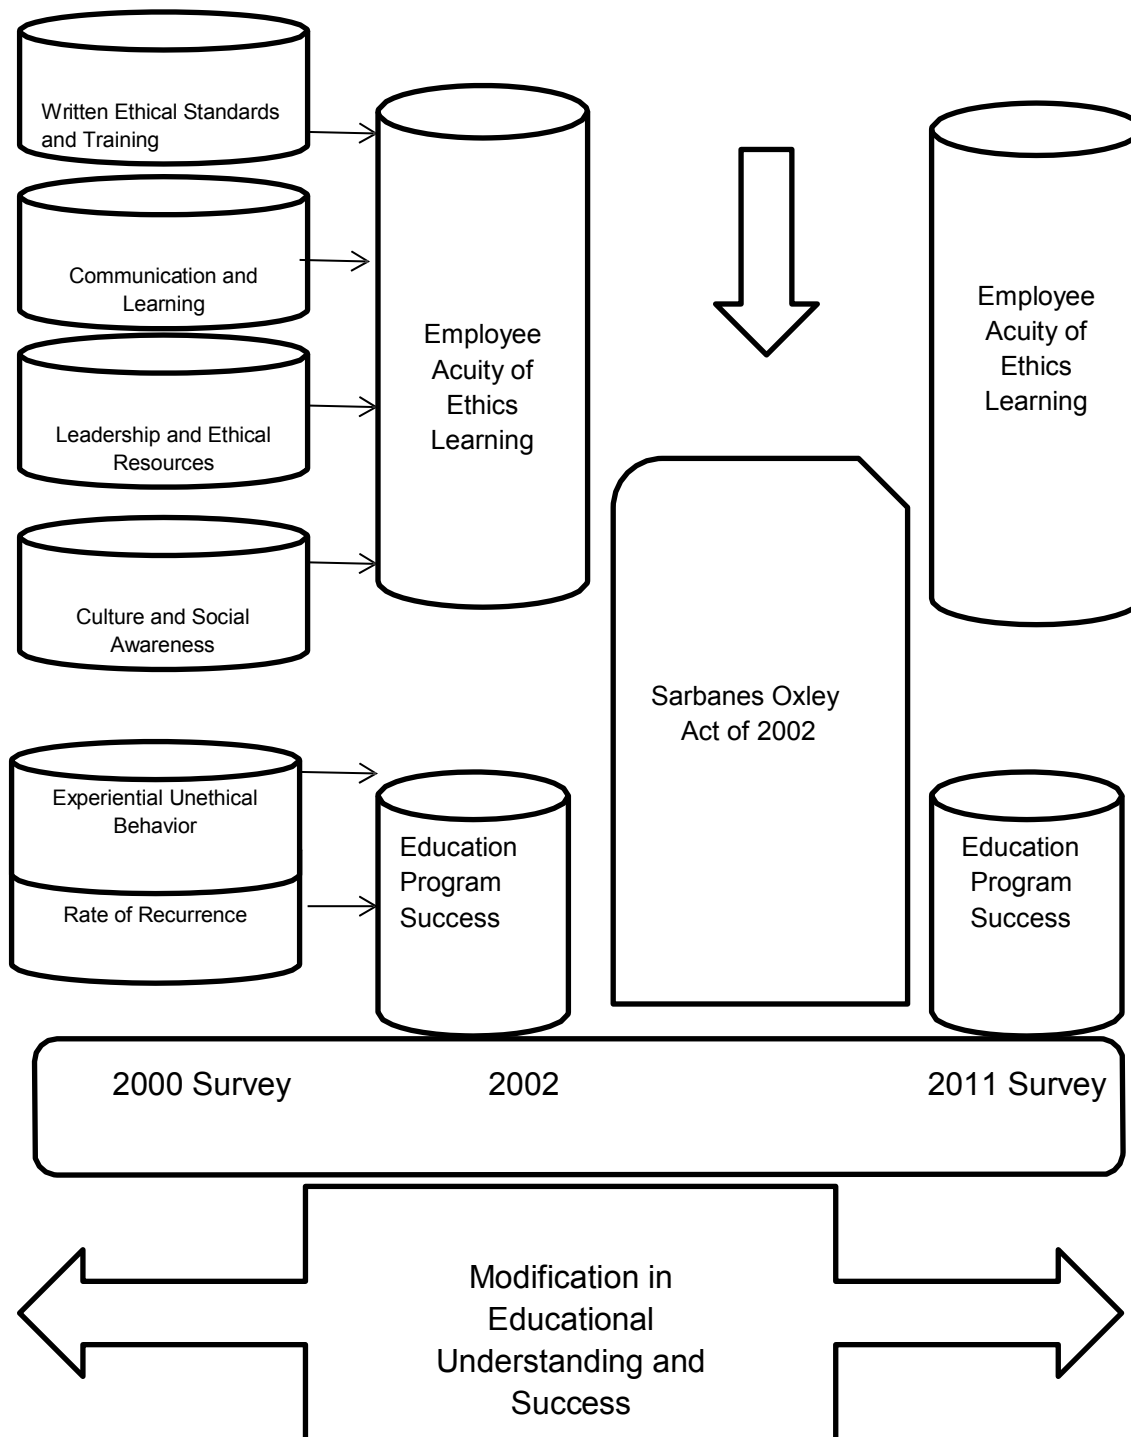 Written Ethical Standards
and Training
Communication and
Learning
Leadership and Ethical
Resources
Culture and Social
Awareness
Employee
Acuity of
Ethics
Learning
Employee
Acuity of
Ethics
Learning
Sarbanes Oxley
Act of 2002
Experiential Unethical
Behavior
Rate of Recurrence
Education
Program
Success
Education
Program
Success
2000 Survey
2002
2011 Survey
Modification in
Educational
Understanding and
Success